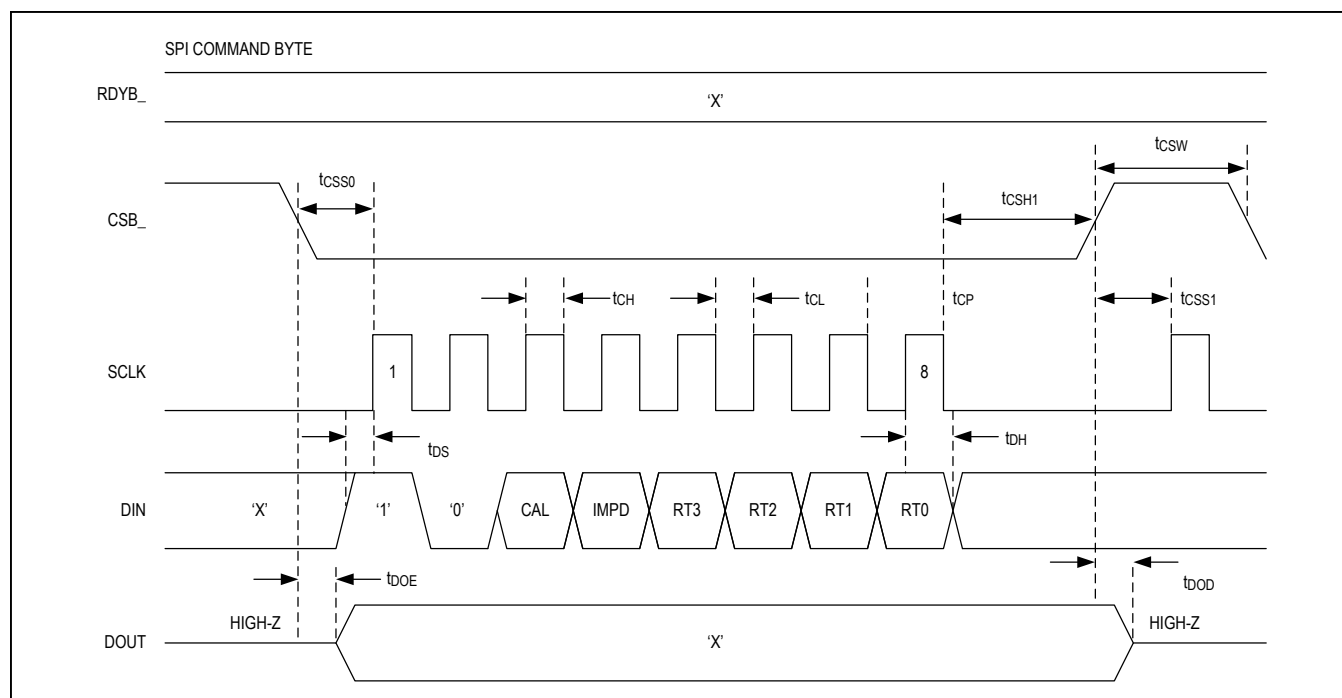 SPI COMMAND BYTE
RDYB_ ‘X’
tCSW
tCSS0 tCSH1
CSB_
tCH tCL tCP tCSS1
SCLK 1 8
tDS tDH
DIN ‘X’ ‘1’ ‘0’ CAL IMPD RT3 RT2 RT1 RT0
tDOE tDOD
HIGH-Z HIGH-Z
DOUT ‘X’